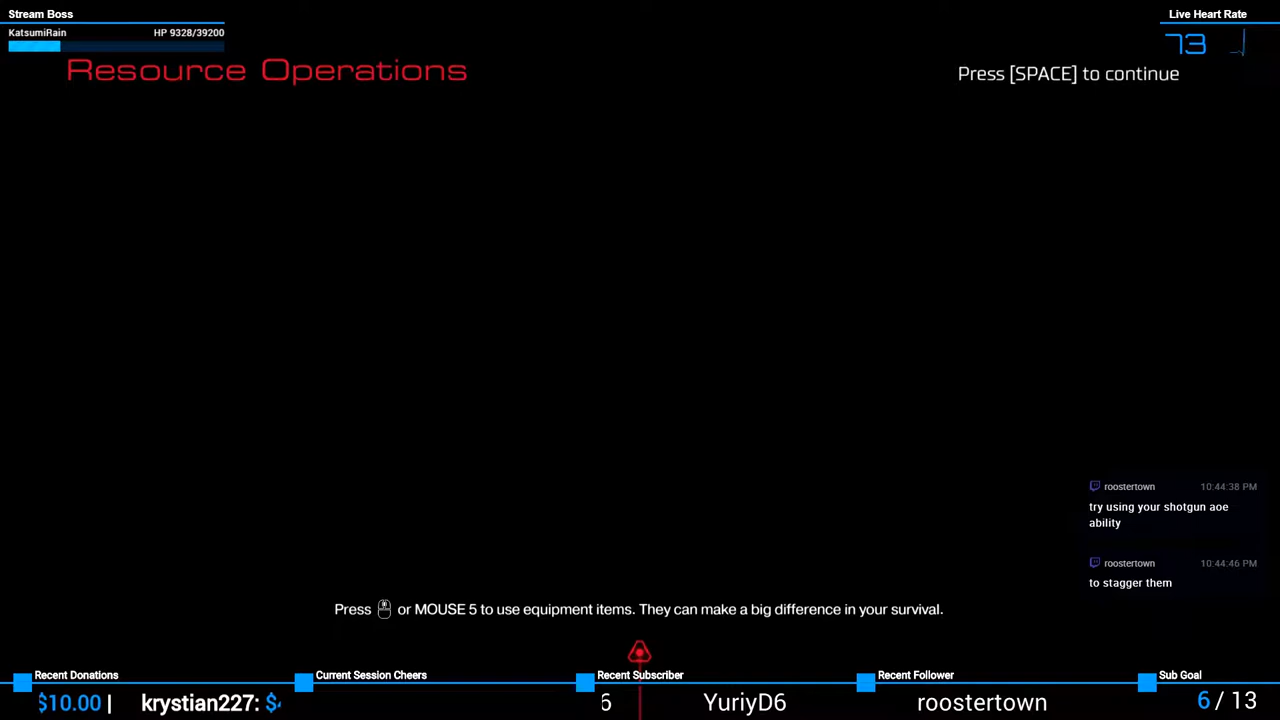 Stream Boss
Live Heart Rate
KatsumiRain HP 9328/39200
73
Resource Operations
Press [SPACE] to continue
roostertown 10:44:38 PM
try using your shotgun aoe
ability
roostertown 10:44:46 PM
to stagger them
Press or MOUSE 5 to use equipment items. They can make a big difference in your survival.
Recent Donations
Current Session Cheers
Recent Subscriber
Recent Follower
Sub Goal
$10.00 | krystian227:
6 YuriyD6
roostertown
6 / 13